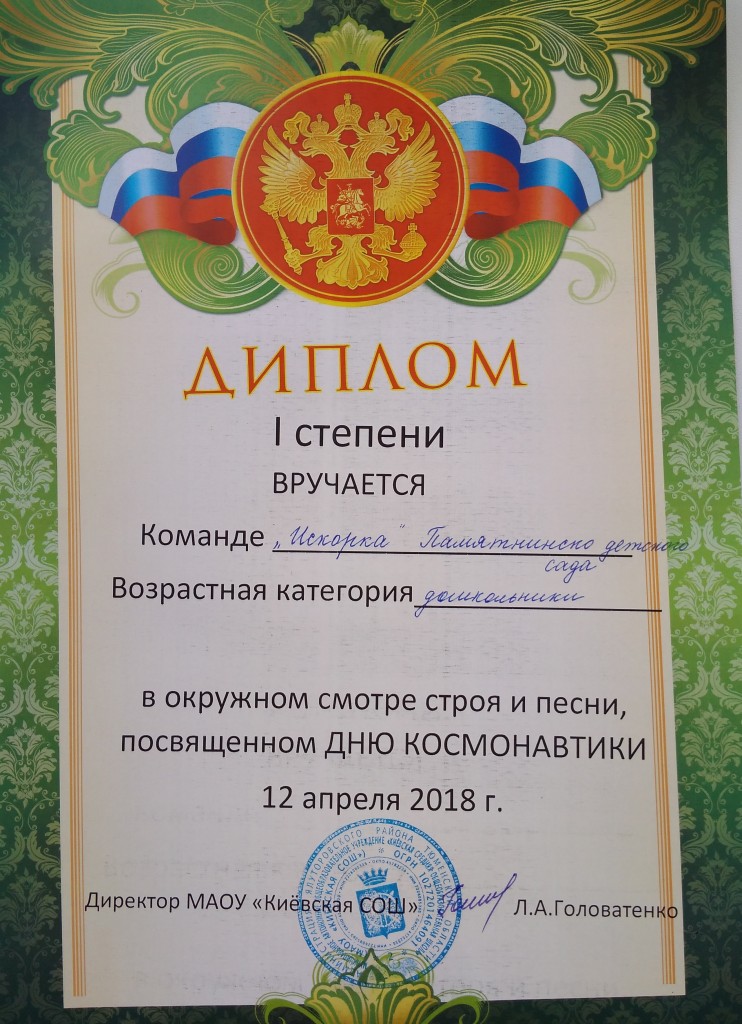 ДИПЛОМ
I степени
ВРУЧАЕТСЯ
Команде „Искорка“ Памятнинско детского
сада
Возрастная категория дошкольники
в окружном смотре строя и песни,
посвященном ДНЮ КОСМОНАВТИКИ
12 апреля 2018 г.
Директор МАОУ «Киёвская СОШ» Л.А.Головатенко